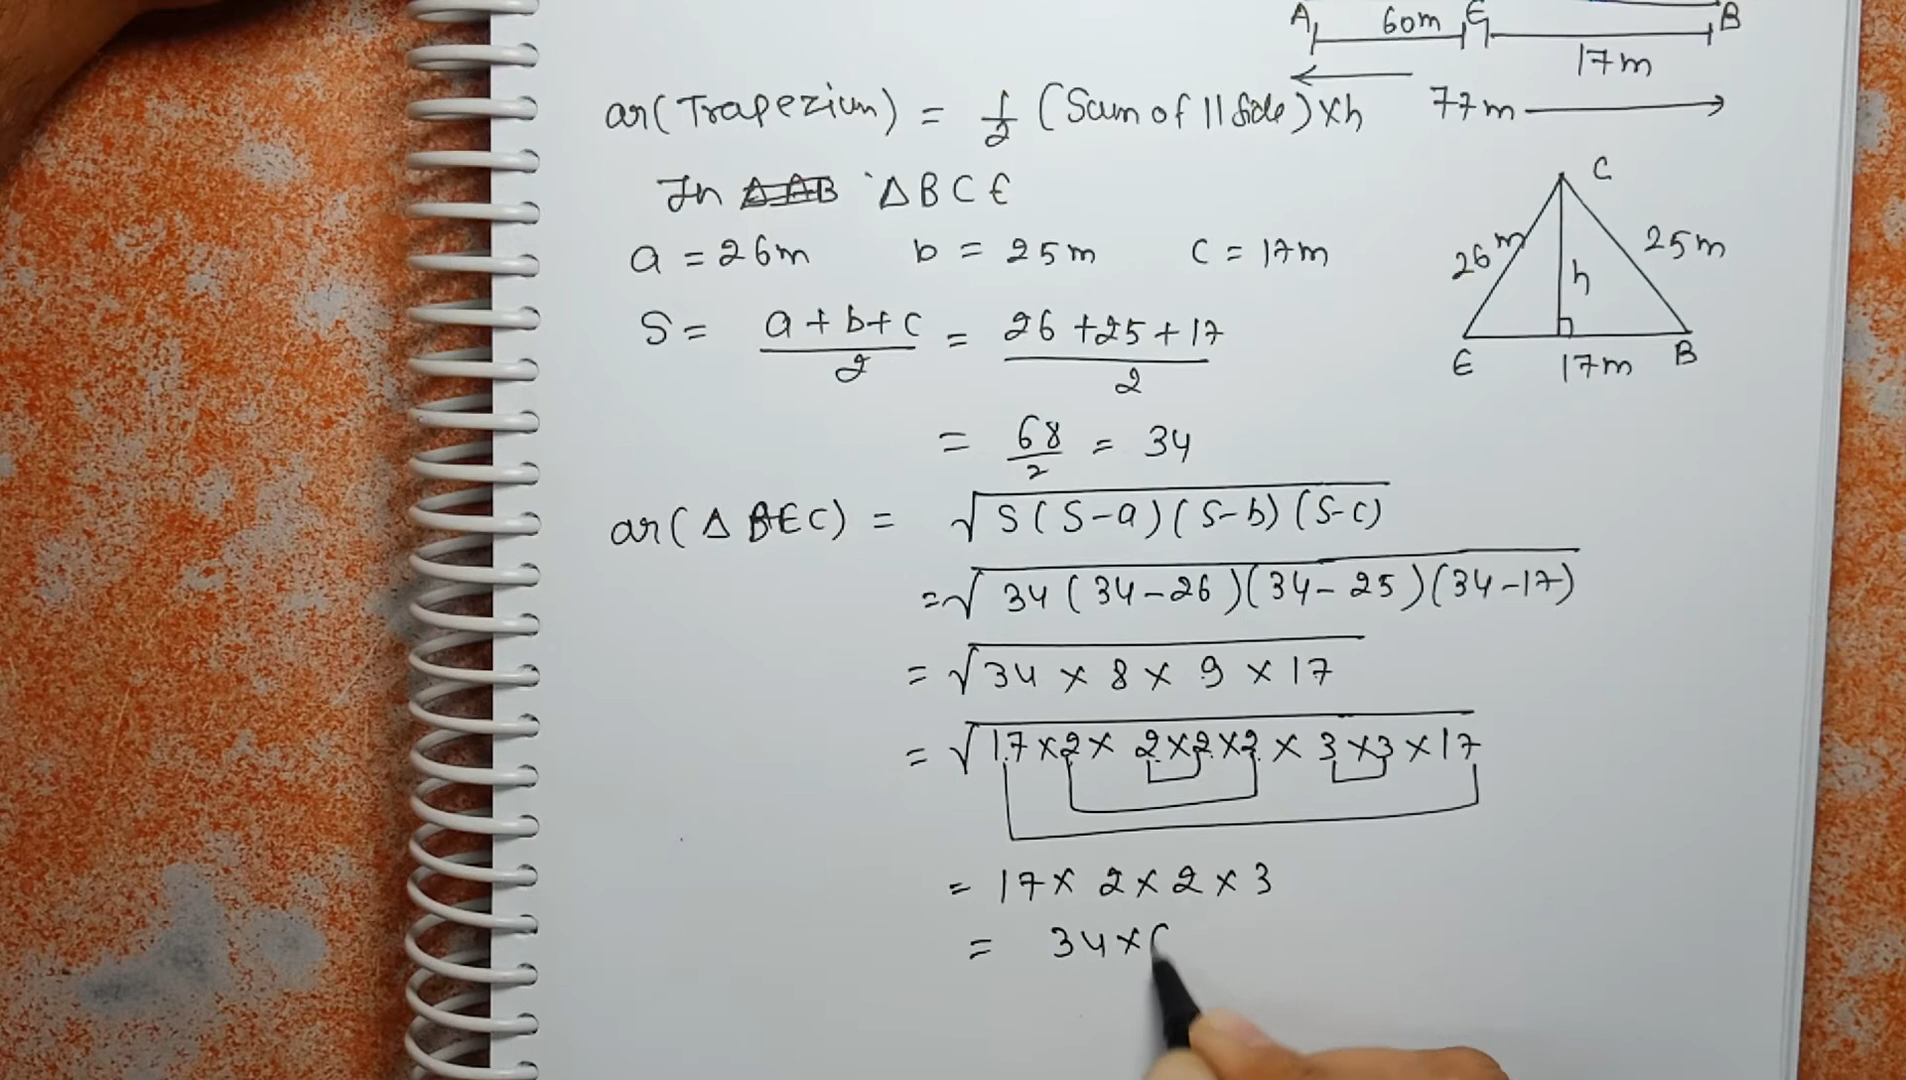 A 60m E B
17m
77m
ar(Trapezium) = 1/2 (Sum of || Side) × h
In ΔBCE
C
a = 26m b = 25m c = 17m
26m h 25m
S = a+b+c/2 = 26+25+17/2
E 17m B
= 68/2 = 34
ar(ΔBEC) = √S(S-a)(S-b)(S-c)
= √34(34-26)(34-25)(34-17)
= √34 × 8 × 9 × 17
= √17×2× 2×2×2 × 3×3×17
= 17× 2×2×3
= 34×